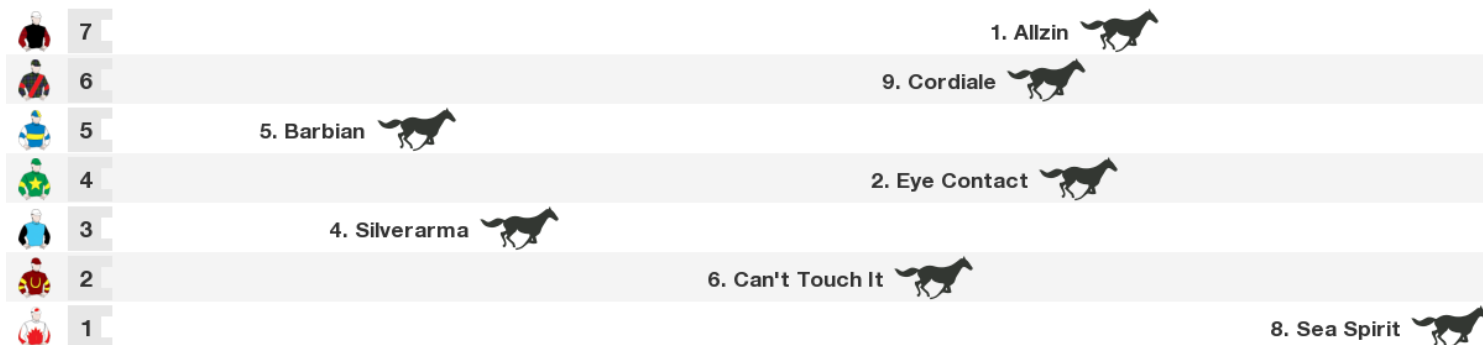 7 1. Allzin
6 9. Cordiale
5 5. Barbian
4 2. Eye Contact
3 4. Silverarma
2 6. Can't Touch It
1 8. Sea Spirit